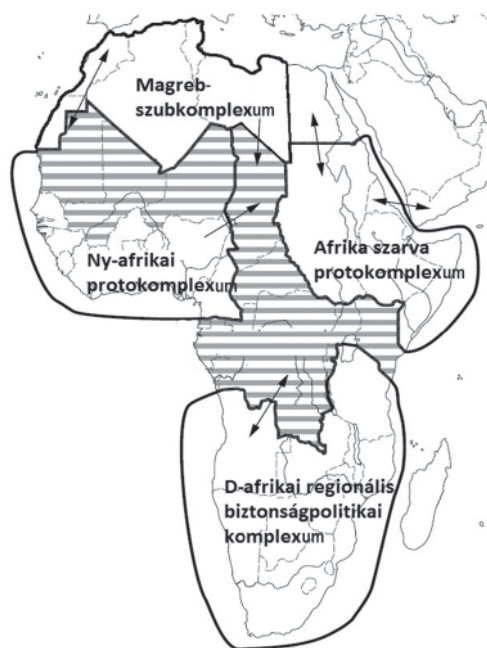 Magreb-
szubkomplexum
Ny-afrikai
protokomplexum
Afrika szarva
protokomplexum
D-afrikai regionális
biztonságpolitikai
komplexum